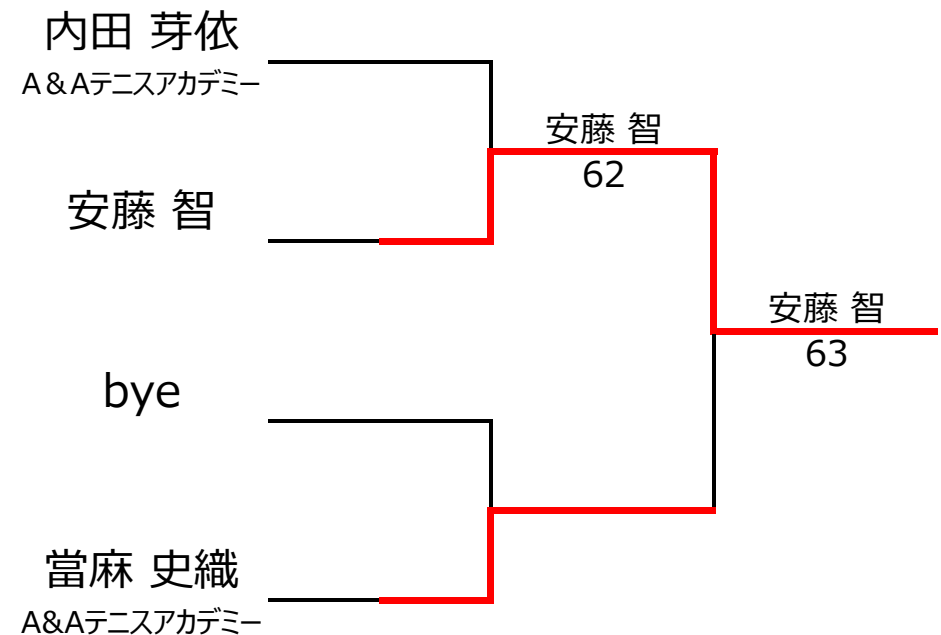 内田 芽依
A＆Aテニスアカデミー
安藤 智
62
安藤 智
安藤 智
63
bye
當麻 史織
A&Aテニスアカデミー